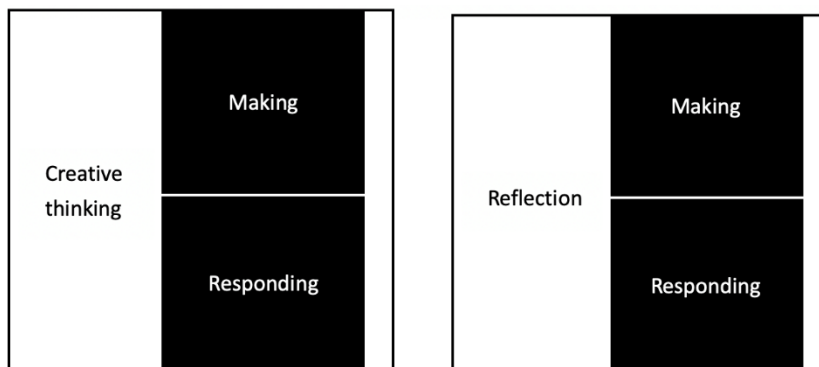 Making
Creative
thinking
Responding
Making
Reflection
Responding